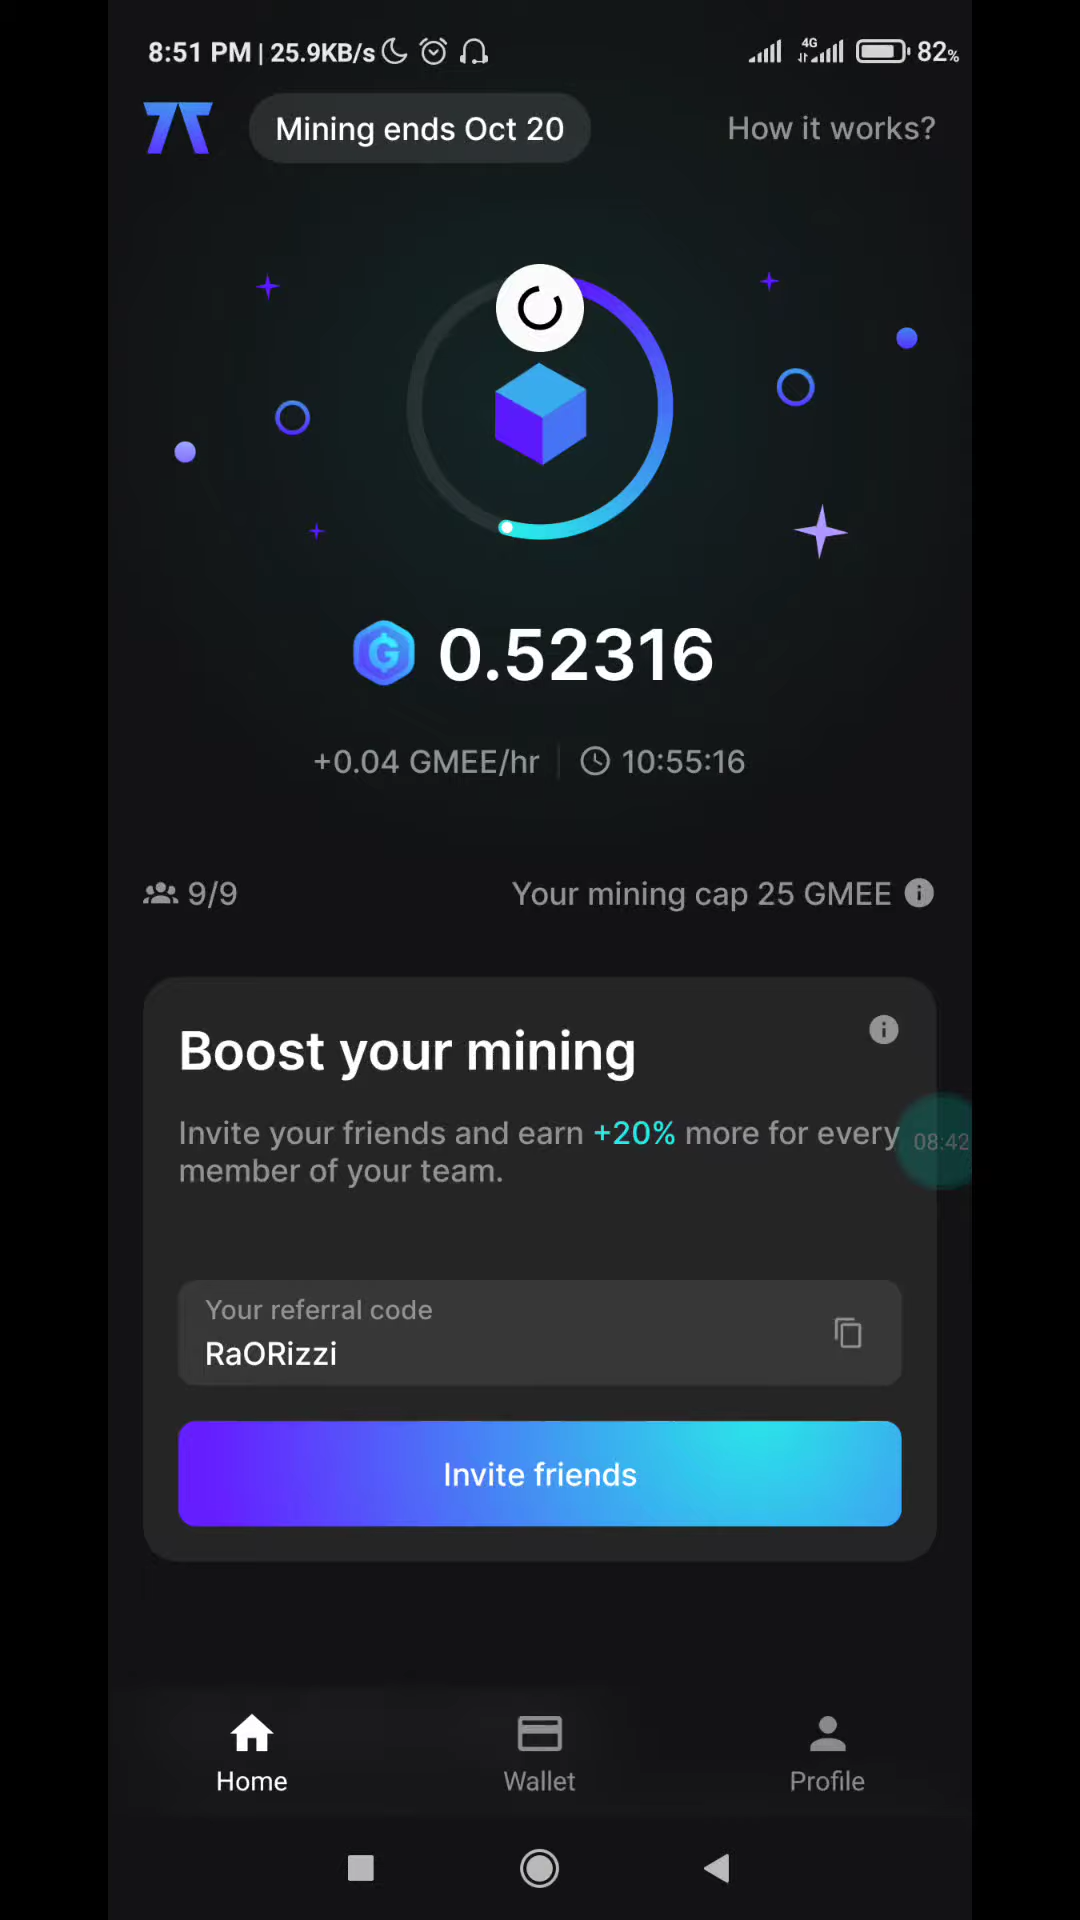 8:51 PM | 25.9KB/s 4G 82%
Mining ends Oct 20
How it works?
G
0.52316
+0.04 GMEE/hr
10:55:16
9/9
Your mining cap 25 GMEE
Boost your mining
Invite your friends and earn +20% more for every
member of your team.
08:42
Your referral code
RaORizzi
Invite friends
Home
Wallet
Profile